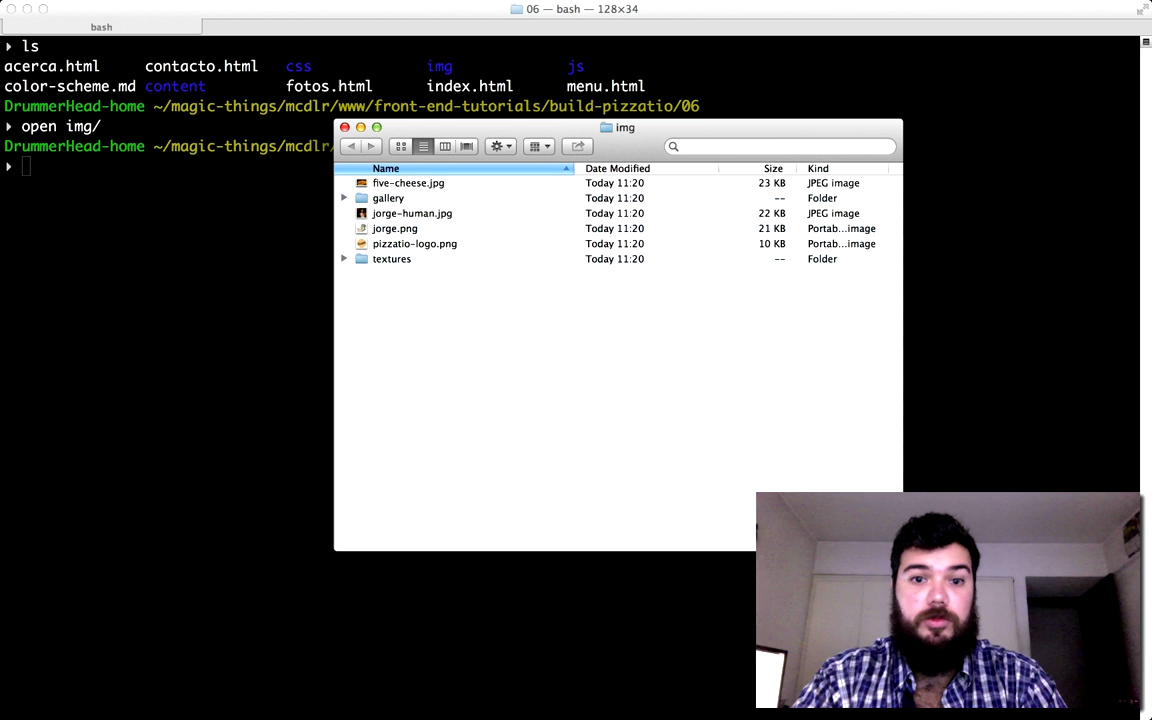 06 — bash — 128×34
bash
ls
acerca.html contacto.html css img js
color-scheme.md content fotos.html index.html menu.html
DrummerHead-home ~/magic-things/mcdlr/www/front-end-tutorials/build-pizzatio/06
open img/
DrummerHead-home ~/magic-things/mcdlr/
img
Name Date Modified Size Kind
five-cheese.jpg Today 11:20 23 KB JPEG image
gallery Today 11:20 -- Folder
jorge-human.jpg Today 11:20 22 KB JPEG image
jorge.png Today 11:20 21 KB Portab...image
pizzatio-logo.png Today 11:20 10 KB Portab...image
textures Today 11:20 -- Folder